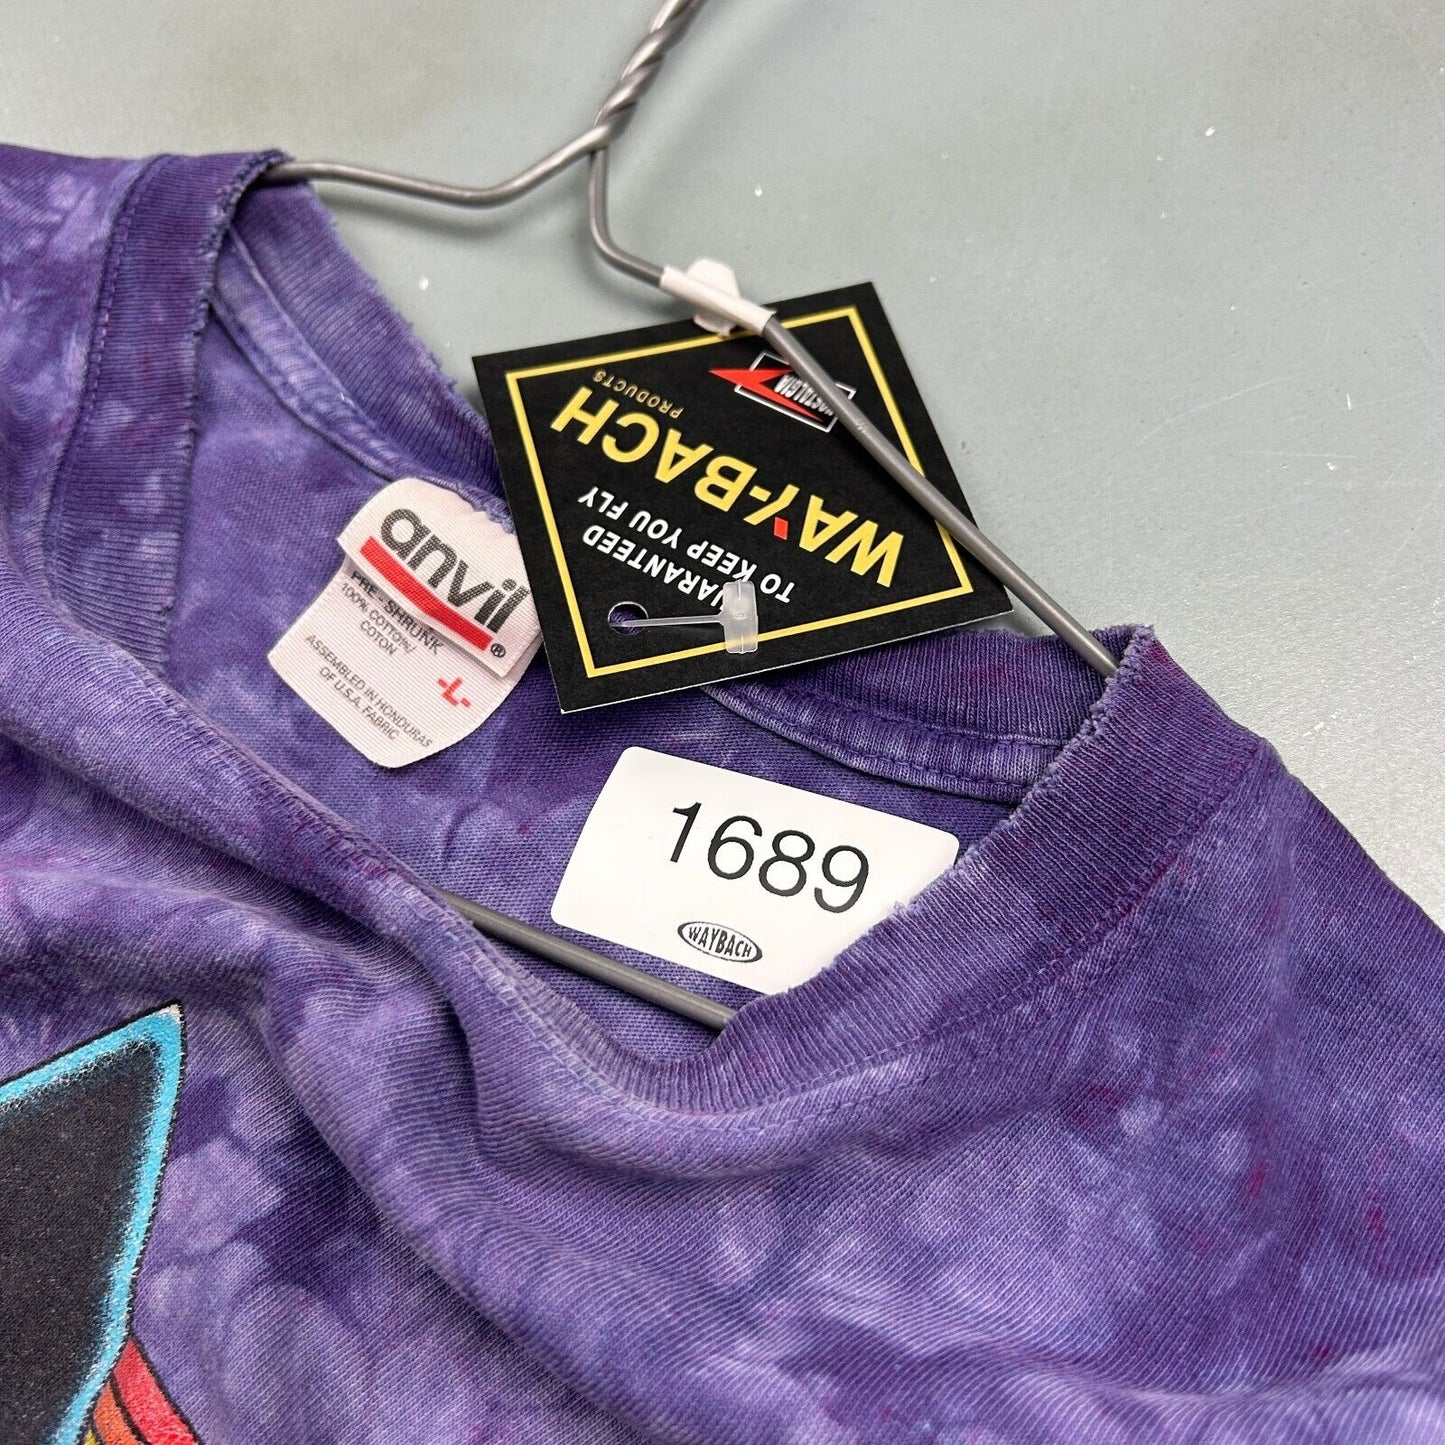 anvil®
PRE-SHRUNK
100% COTTON/
COTON
-L-
ASSEMBLED IN HONDURAS
OF U.S.A. FABRIC
NOSTALGIA
WAY-BACH
PRODUCTS
GUARANTEED
TO KEEP YOU FLY
1689
WAYBACH